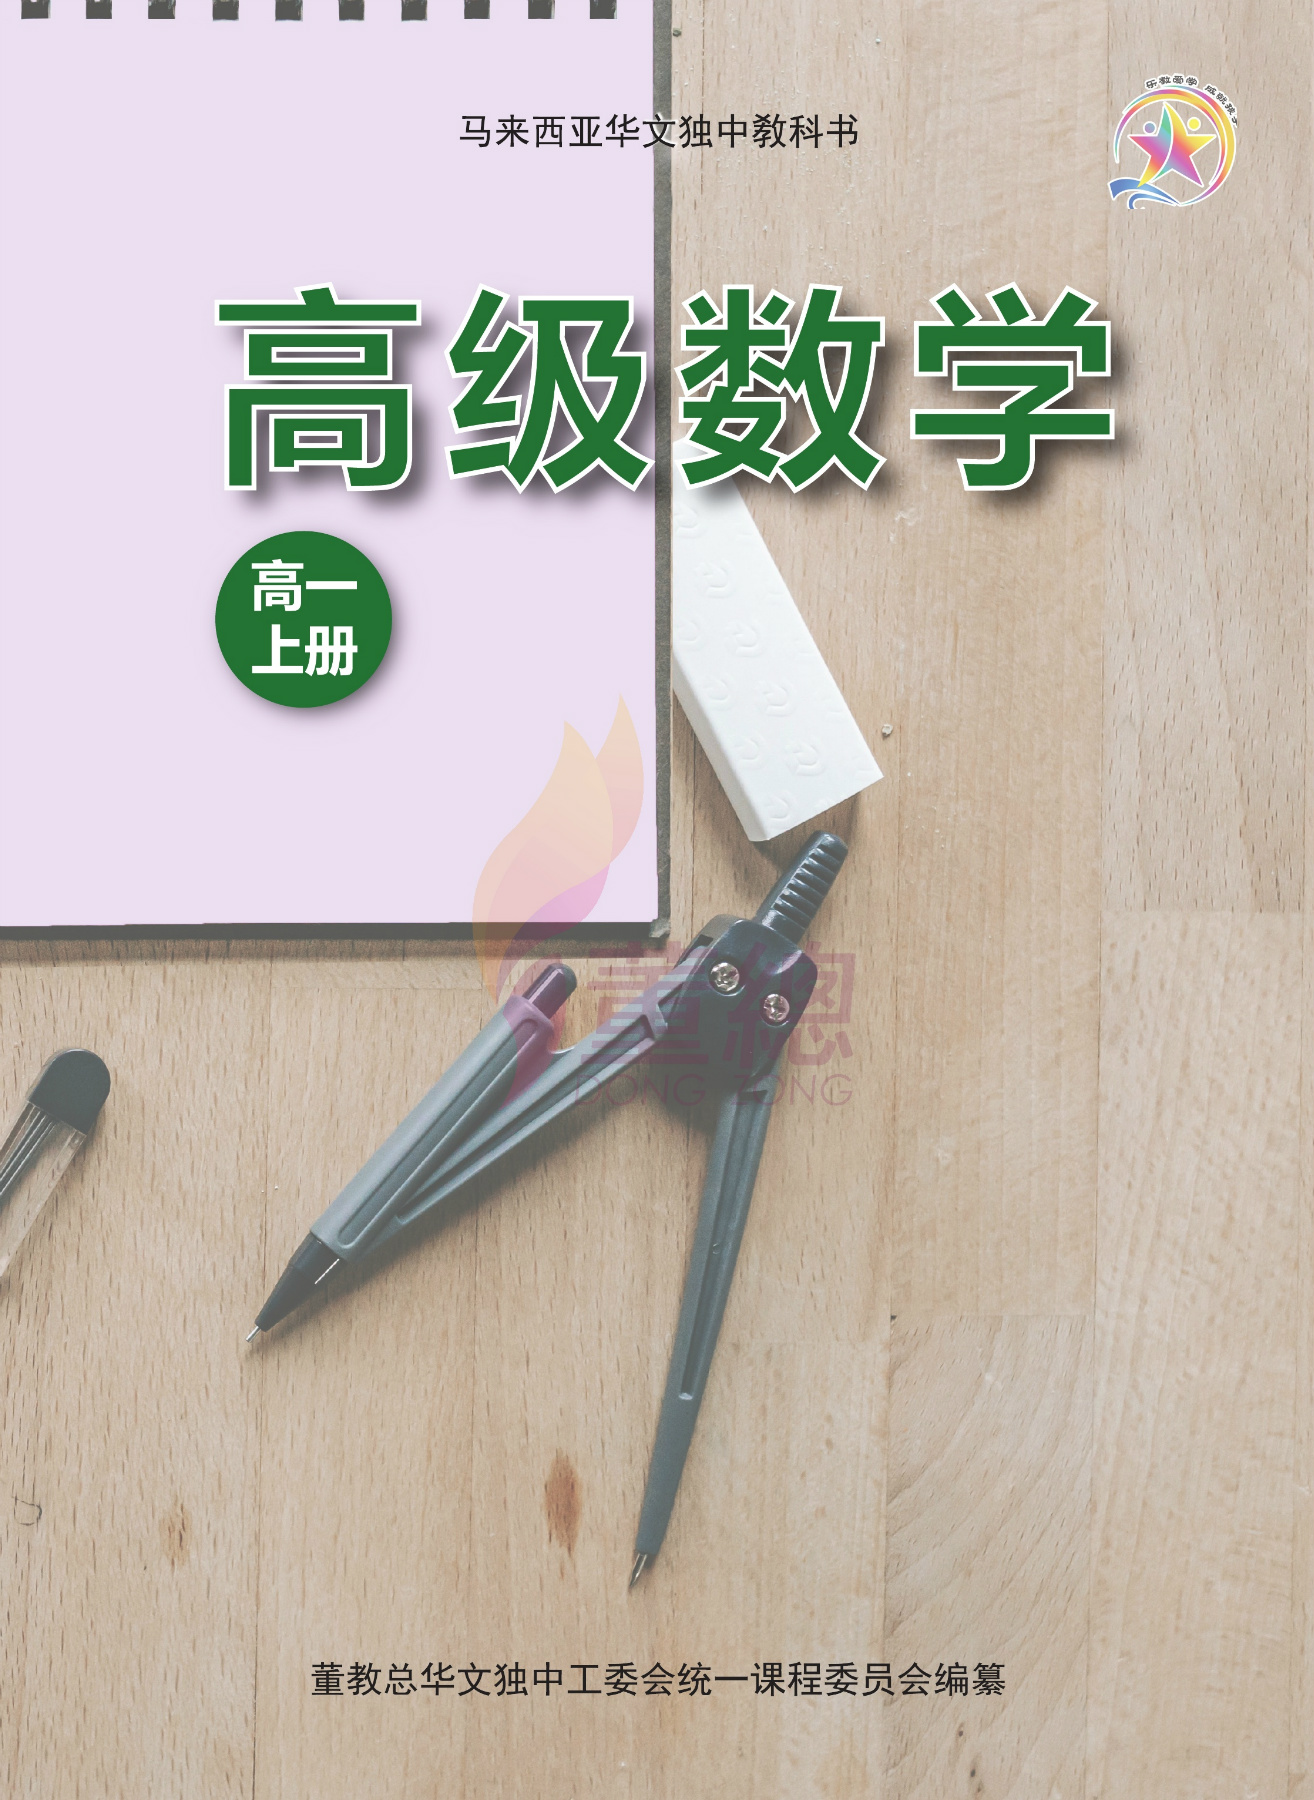 乐教爱学 成就孩子
马来西亚华文独中教科书
高级数学
高一
上册
董總
DONG ZONG
董教总华文独中工委会统一课程委员会编纂